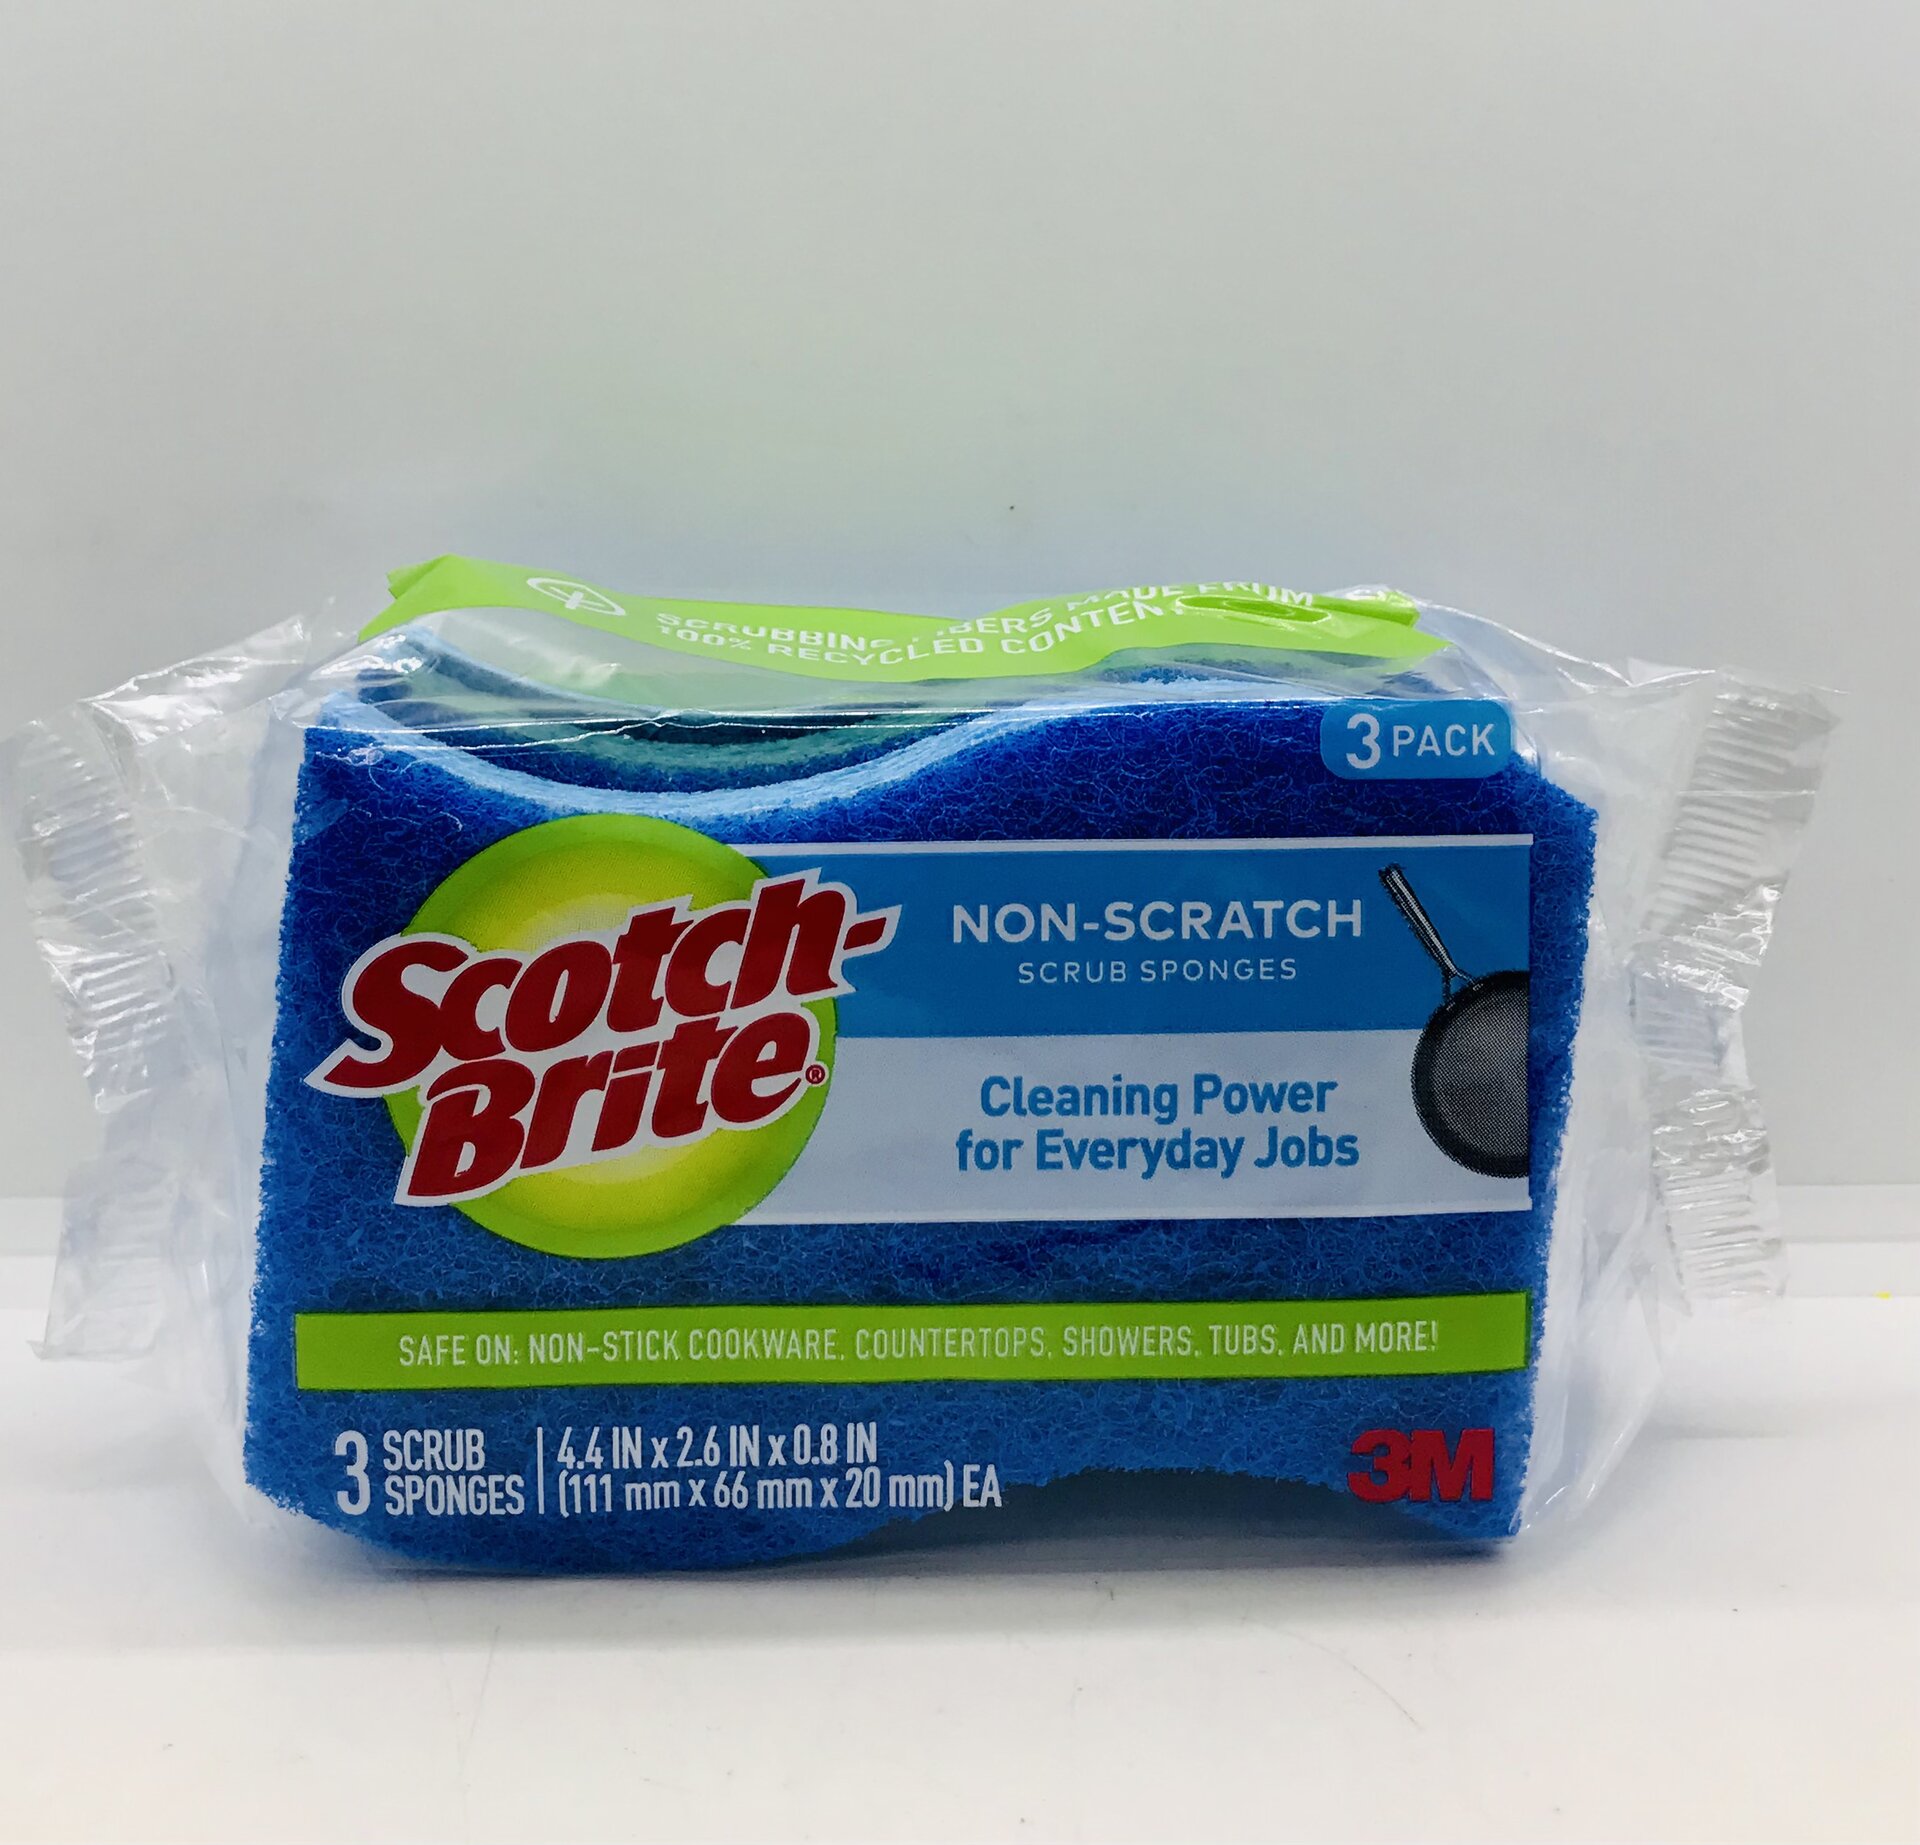 SCRUBBING FIBERS MADE FROM
100% RECYCLED CONTENT
3 PACK
Scotch-
Brite®
NON-SCRATCH
SCRUB SPONGES
Cleaning Power
for Everyday Jobs
SAFE ON: NON-STICK COOKWARE, COUNTERTOPS, SHOWERS, TUBS, AND MORE!
3 SCRUB
SPONGES
4.4 IN x 2.6 IN x 0.8 IN
(111 mm x 66 mm x 20 mm) EA
3M